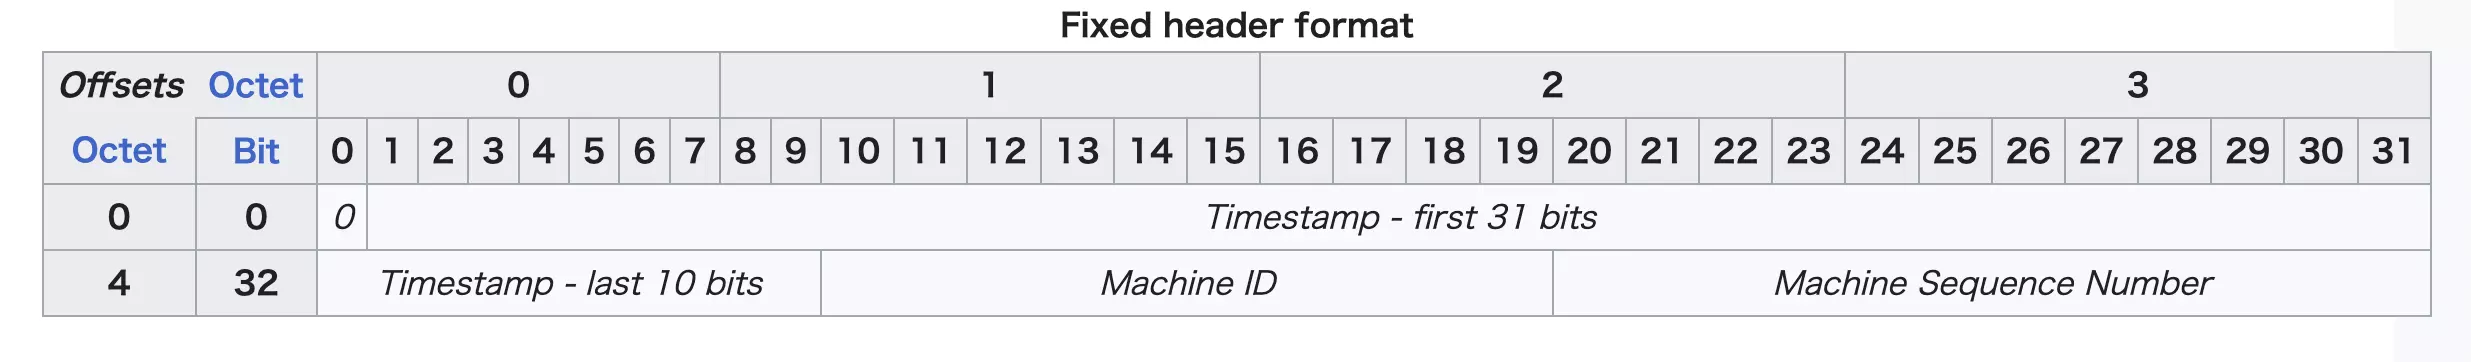 Fixed header format
Offsets Octet 0 1 2 3
Octet Bit 0 1 2 3 4 5 6 7 8 9 10 11 12 13 14 15 16 17 18 19 20 21 22 23 24 25 26 27 28 29 30 31
0 0 0 Timestamp - first 31 bits
4 32 Timestamp - last 10 bits Machine ID Machine Sequence Number